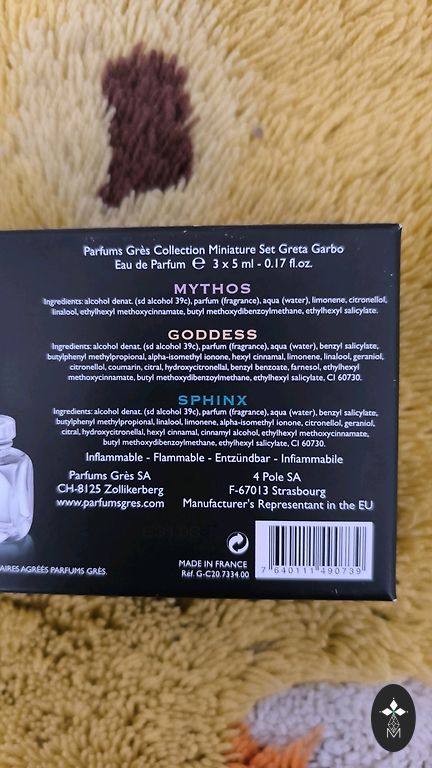 Parfums Grès Collection Miniature Set Greta Garbo
Eau de Parfum ℮ 3 x 5 ml - 0.17 fl.oz.
MYTHOS
Ingredients: alcohol denat. (sd alcohol 39c), parfum (fragrance), aqua (water), limonene, citronellol,
linalool, ethylhexyl methoxycinnamate, butyl methoxydibenzoylmethane, ethylhexyl salicylate.
GODDESS
Ingredients: alcohol denat. (sd alcohol 39c), parfum (fragrance), aqua (water), benzyl salicylate,
butylphenyl methylpropional, alpha-isomethyl ionone, hexyl cinnamal, limonene, linalool, geraniol,
citronellol, coumarin, citral, hydroxycitronellal, benzyl benzoate, farnesol, ethylhexyl
methoxycinnamate, butyl methoxydibenzoylmethane, ethylhexyl salicylate, CI 60730.
SPHINX
Ingredients: alcohol denat. (sd alcohol 39c), parfum (fragrance), aqua (water), benzyl salicylate,
butylphenyl methylpropional, linalool, limonene, alpha-isomethyl ionone, citronellol, geraniol,
citral, hydroxycitronellal, hexyl cinnamal, cinnamyl alcohol, ethylhexyl methoxycinnamate,
butyl methoxydibenzoylmethane, ethylhexyl salicylate, CI 60730.
Inflammable - Flammable - Entzündbar - Infiammabile
Parfums Grès SA
CH-8125 Zollikerberg
www.parfumsgres.com
4 Pole SA
F-67013 Strasbourg
Manufacturer's Representant in the EU
MADE IN FRANCE
Réf. G-C20.7334.00
7 640111 490739
AIRES AGRÉÉS PARFUMS GRÈS.
M